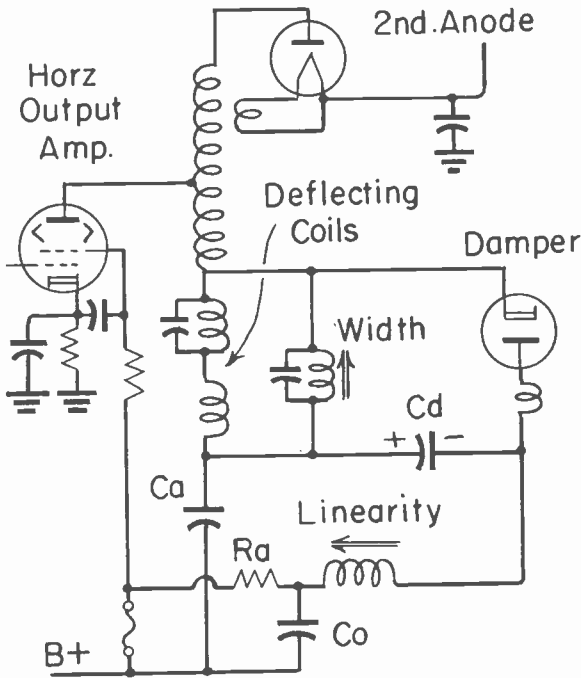 2nd. Anode
Horz
Output
Amp.
Deflecting
Coils
Damper
Width
Cd
+ -
Ca
Linearity
Ra
Co
B+